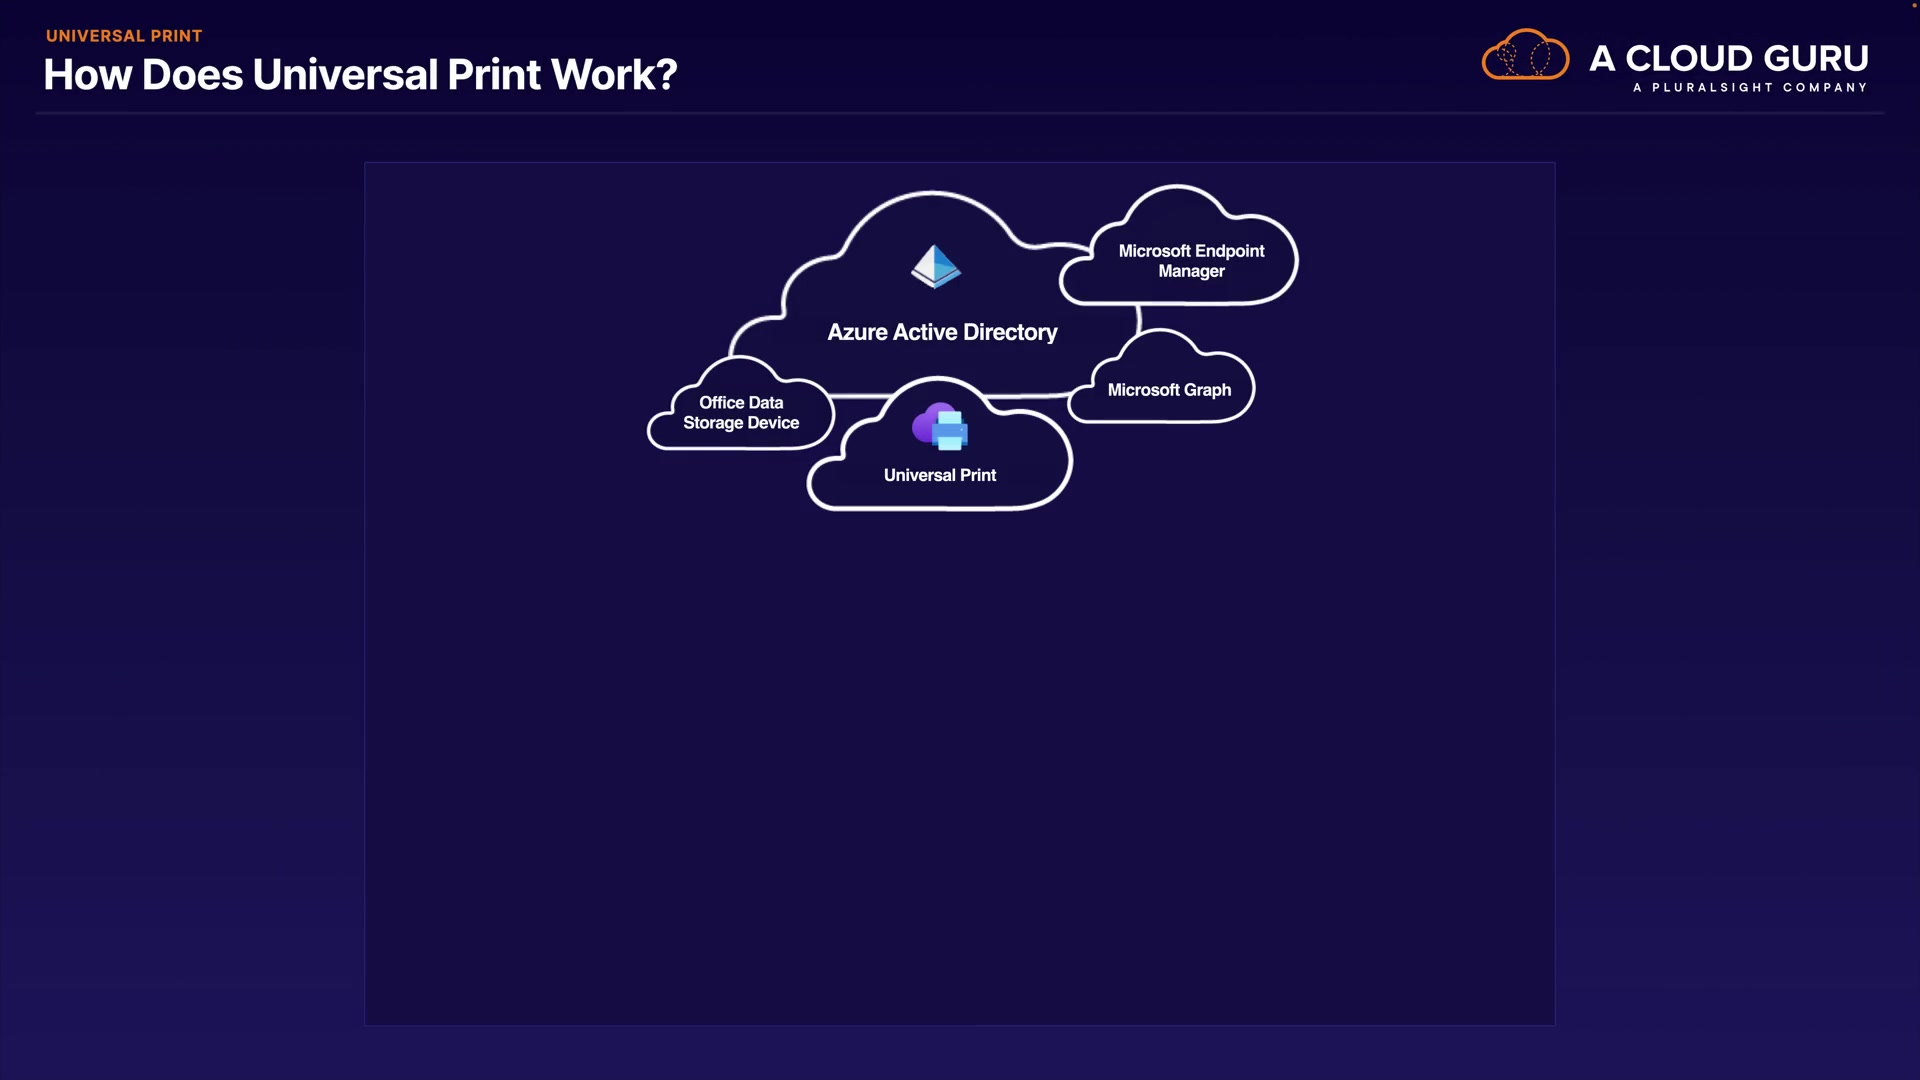 UNIVERSAL PRINT
How Does Universal Print Work?
A CLOUD GURU
A PLURALSIGHT COMPANY
Microsoft Endpoint
Manager
Azure Active Directory
Microsoft Graph
Office Data
Storage Device
Universal Print